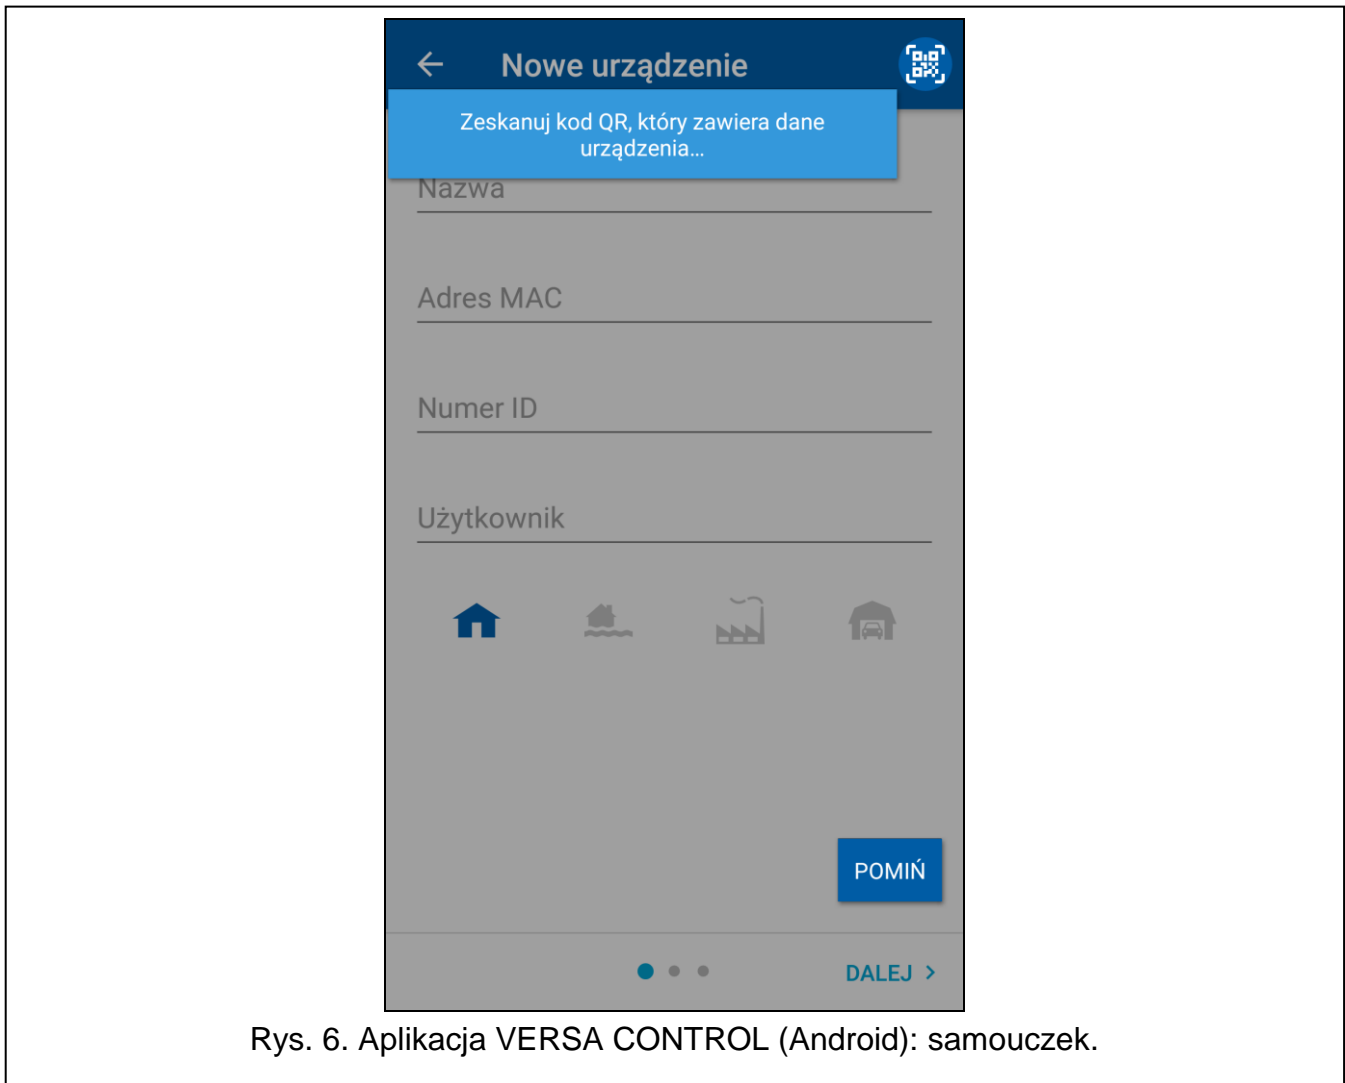 Nowe urządzenie
Zeskanuj kod QR, który zawiera dane
urządzenia...
Nazwa
Adres MAC
Numer ID
Użytkownik
POMIŃ
DALEJ >
Rys. 6. Aplikacja VERSA CONTROL (Android): samouczek.